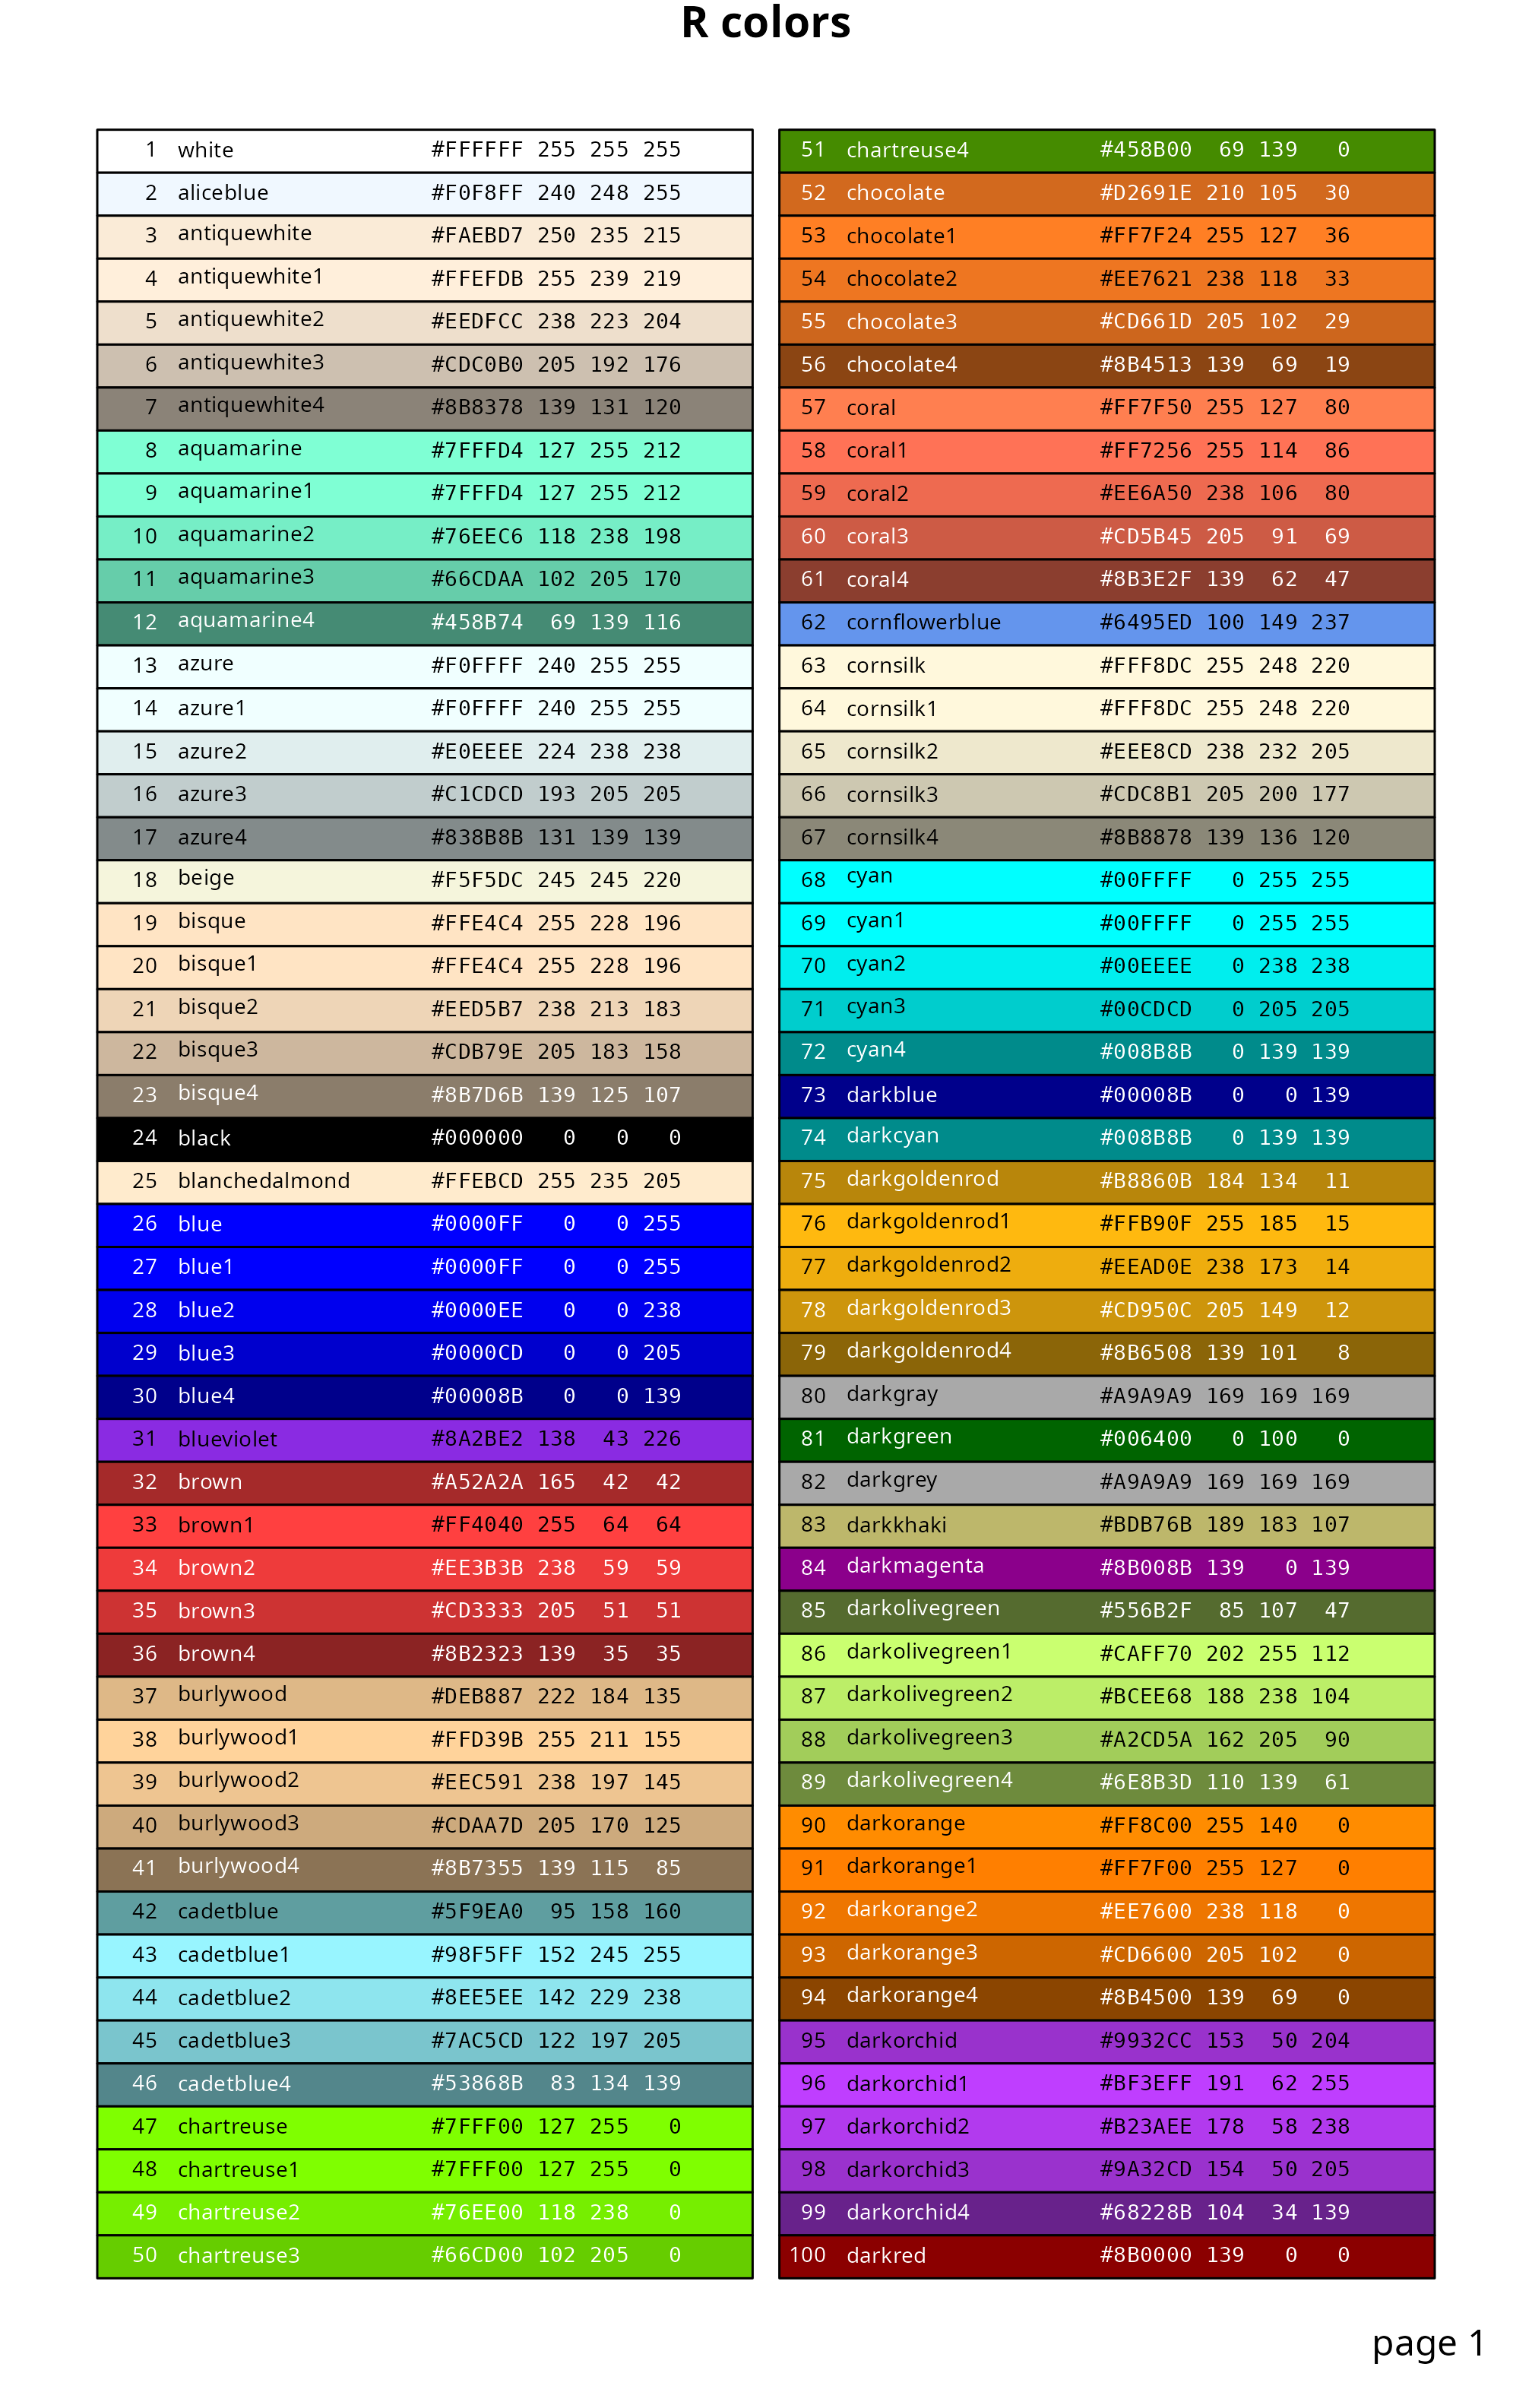 R colors
1 white #FFFFFF 255 255 255
2 aliceblue #F0F8FF 240 248 255
3 antiquewhite #FAEBD7 250 235 215
4 antiquewhite1 #FFEFDB 255 239 219
5 antiquewhite2 #EEDFCC 238 223 204
6 antiquewhite3 #CDC0B0 205 192 176
7 antiquewhite4 #8B8378 139 131 120
8 aquamarine #7FFFD4 127 255 212
9 aquamarine1 #7FFFD4 127 255 212
10 aquamarine2 #76EEC6 118 238 198
11 aquamarine3 #66CDAA 102 205 170
12 aquamarine4 #458B74 69 139 116
13 azure #F0FFFF 240 255 255
14 azure1 #F0FFFF 240 255 255
15 azure2 #E0EEEE 224 238 238
16 azure3 #C1CDCD 193 205 205
17 azure4 #838B8B 131 139 139
18 beige #F5F5DC 245 245 220
19 bisque #FFE4C4 255 228 196
20 bisque1 #FFE4C4 255 228 196
21 bisque2 #EED5B7 238 213 183
22 bisque3 #CDB79E 205 183 158
23 bisque4 #8B7D6B 139 125 107
24 black #000000 0 0 0
25 blanchedalmond #FFEBCD 255 235 205
26 blue #0000FF 0 0 255
27 blue1 #0000FF 0 0 255
28 blue2 #0000EE 0 0 238
29 blue3 #0000CD 0 0 205
30 blue4 #00008B 0 0 139
31 blueviolet #8A2BE2 138 43 226
32 brown #A52A2A 165 42 42
33 brown1 #FF4040 255 64 64
34 brown2 #EE3B3B 238 59 59
35 brown3 #CD3333 205 51 51
36 brown4 #8B2323 139 35 35
37 burlywood #DEB887 222 184 135
38 burlywood1 #FFD39B 255 211 155
39 burlywood2 #EEC591 238 197 145
40 burlywood3 #CDAA7D 205 170 125
41 burlywood4 #8B7355 139 115 85
42 cadetblue #5F9EA0 95 158 160
43 cadetblue1 #98F5FF 152 245 255
44 cadetblue2 #8EE5EE 142 229 238
45 cadetblue3 #7AC5CD 122 197 205
46 cadetblue4 #53868B 83 134 139
47 chartreuse #7FFF00 127 255 0
48 chartreuse1 #7FFF00 127 255 0
49 chartreuse2 #76EE00 118 238 0
50 chartreuse3 #66CD00 102 205 0
51 chartreuse4 #458B00 69 139 0
52 chocolate #D2691E 210 105 30
53 chocolate1 #FF7F24 255 127 36
54 chocolate2 #EE7621 238 118 33
55 chocolate3 #CD661D 205 102 29
56 chocolate4 #8B4513 139 69 19
57 coral #FF7F50 255 127 80
58 coral1 #FF7256 255 114 86
59 coral2 #EE6A50 238 106 80
60 coral3 #CD5B45 205 91 69
61 coral4 #8B3E2F 139 62 47
62 cornflowerblue #6495ED 100 149 237
63 cornsilk #FFF8DC 255 248 220
64 cornsilk1 #FFF8DC 255 248 220
65 cornsilk2 #EEE8CD 238 232 205
66 cornsilk3 #CDC8B1 205 200 177
67 cornsilk4 #8B8878 139 136 120
68 cyan #00FFFF 0 255 255
69 cyan1 #00FFFF 0 255 255
70 cyan2 #00EEEE 0 238 238
71 cyan3 #00CDCD 0 205 205
72 cyan4 #008B8B 0 139 139
73 darkblue #00008B 0 0 139
74 darkcyan #008B8B 0 139 139
75 darkgoldenrod #B8860B 184 134 11
76 darkgoldenrod1 #FFB90F 255 185 15
77 darkgoldenrod2 #EEAD0E 238 173 14
78 darkgoldenrod3 #CD950C 205 149 12
79 darkgoldenrod4 #8B6508 139 101 8
80 darkgray #A9A9A9 169 169 169
81 darkgreen #006400 0 100 0
82 darkgrey #A9A9A9 169 169 169
83 darkkhaki #BDB76B 189 183 107
84 darkmagenta #8B008B 139 0 139
85 darkolivegreen #556B2F 85 107 47
86 darkolivegreen1 #CAFF70 202 255 112
87 darkolivegreen2 #BCEE68 188 238 104
88 darkolivegreen3 #A2CD5A 162 205 90
89 darkolivegreen4 #6E8B3D 110 139 61
90 darkorange #FF8C00 255 140 0
91 darkorange1 #FF7F00 255 127 0
92 darkorange2 #EE7600 238 118 0
93 darkorange3 #CD6600 205 102 0
94 darkorange4 #8B4500 139 69 0
95 darkorchid #9932CC 153 50 204
96 darkorchid1 #BF3EFF 191 62 255
97 darkorchid2 #B23AEE 178 58 238
98 darkorchid3 #9A32CD 154 50 205
99 darkorchid4 #68228B 104 34 139
100 darkred #8B0000 139 0 0
page 1